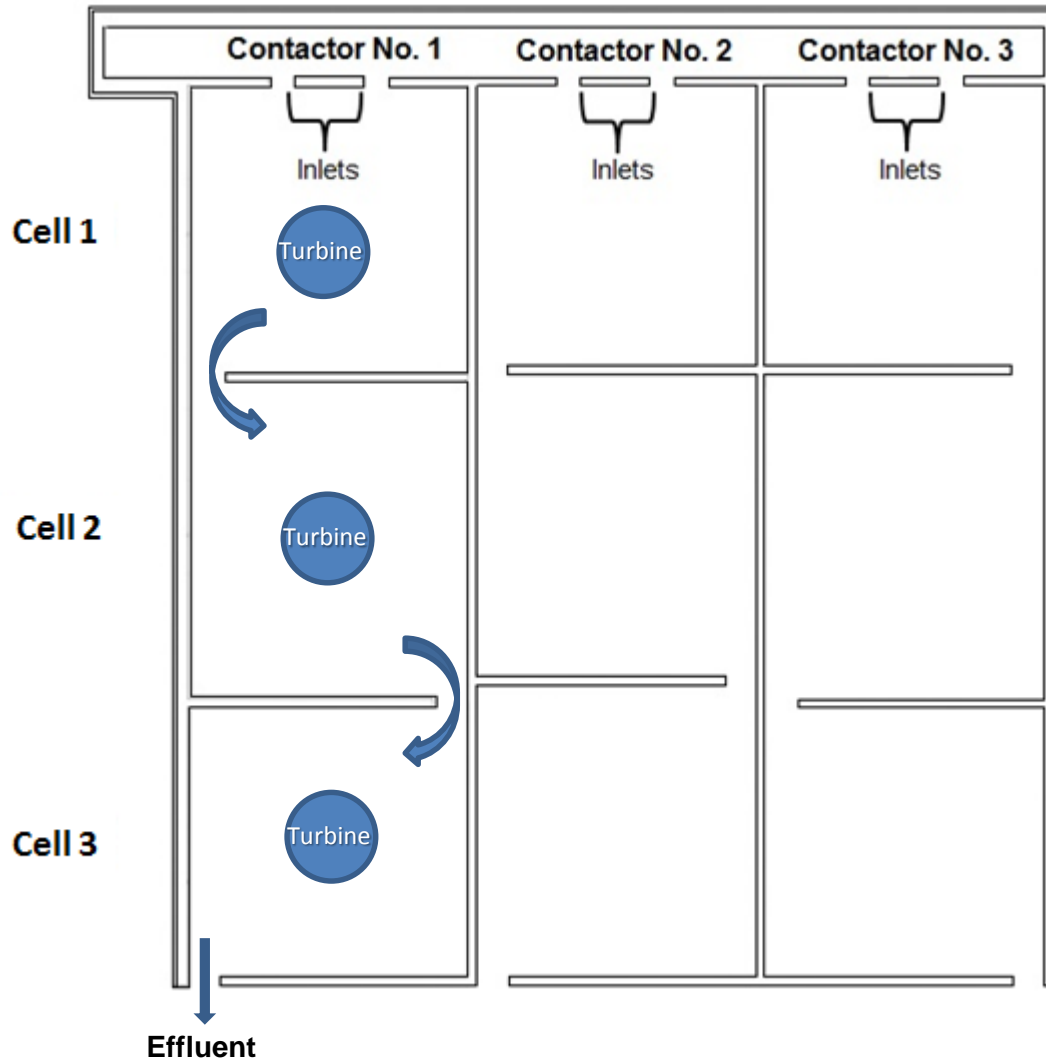 Contactor No. 1
Contactor No. 2
Contactor No. 3
Inlets
Inlets
Inlets
Cell 1
Turbine
Cell 2
Turbine
Cell 3
Turbine
Effluent